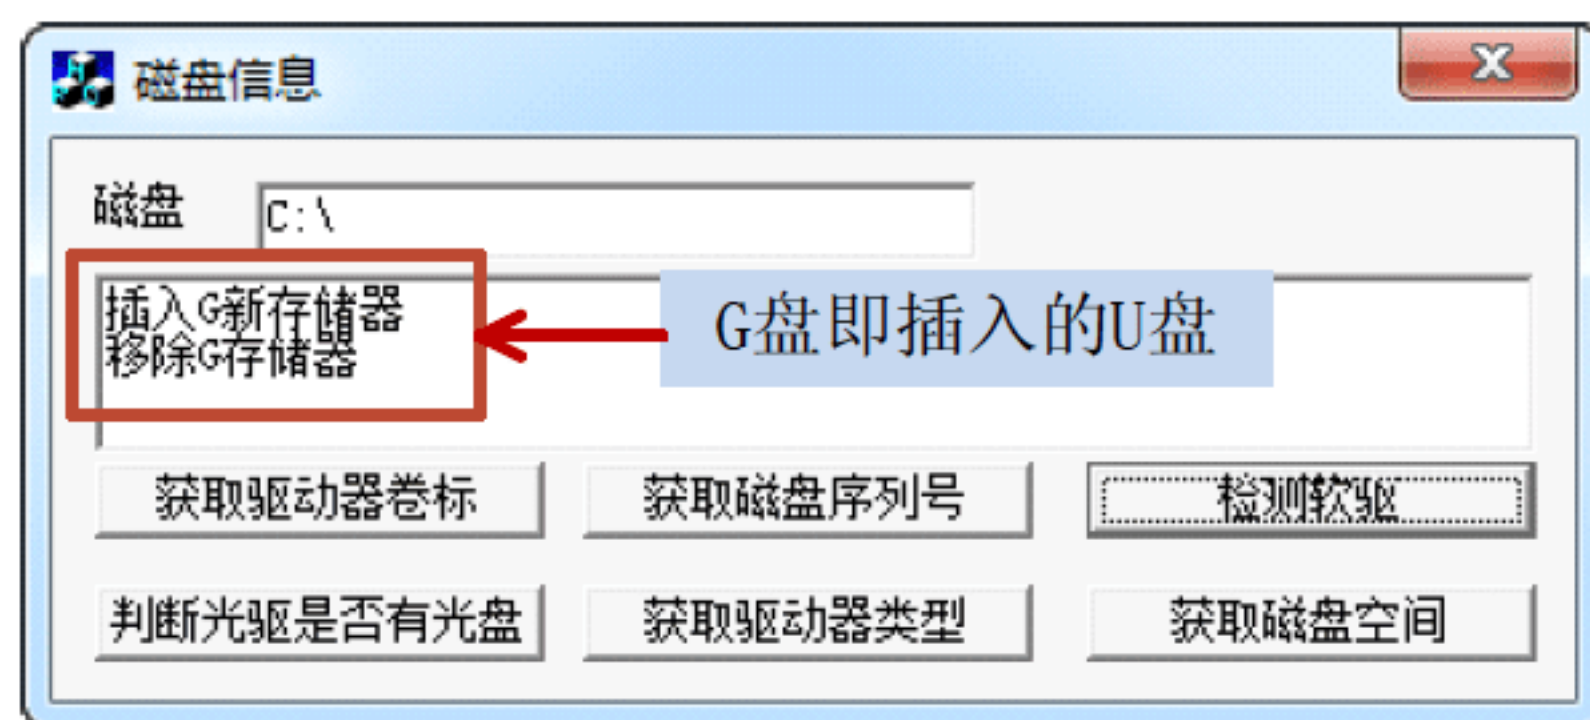 磁盘信息
磁盘
C:\
插入G新存储器
移除G存储器
G盘即插入的U盘
获取驱动器卷标
获取磁盘序列号
检测软驱
判断光驱是否有光盘
获取驱动器类型
获取磁盘空间